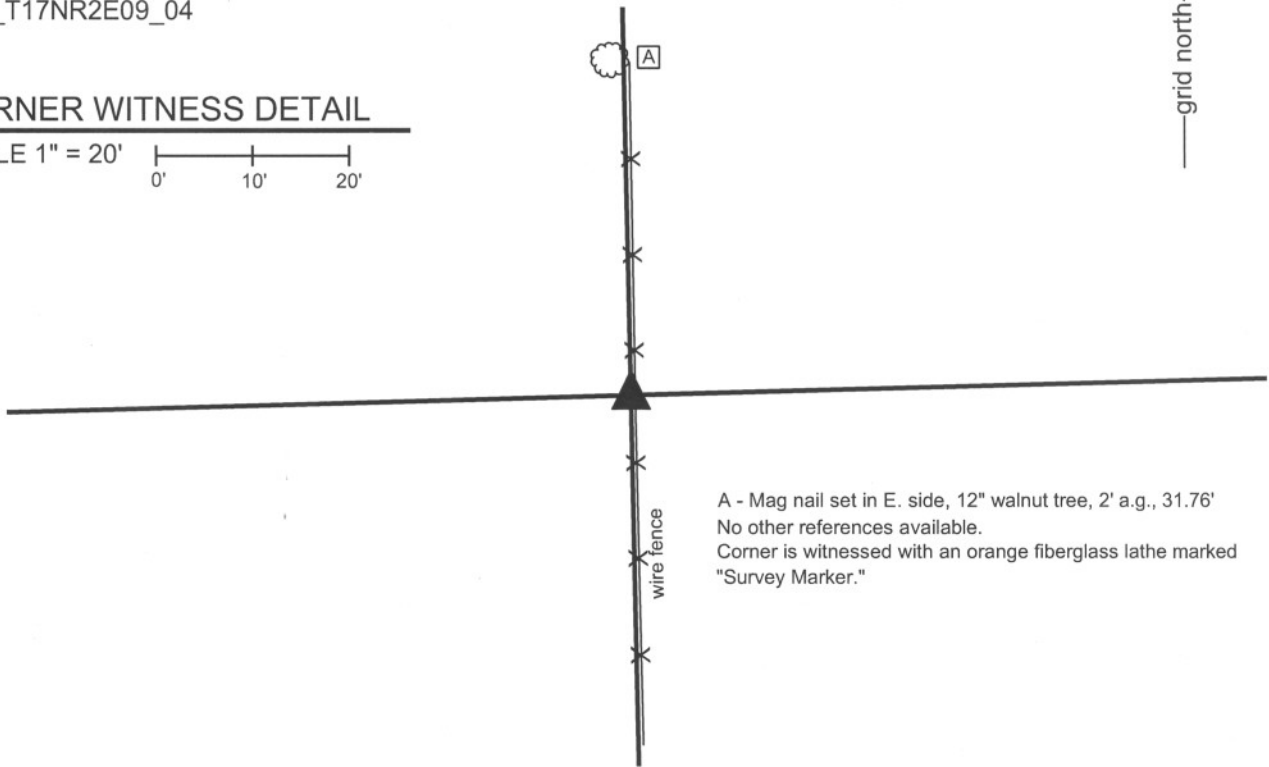 _T17NR2E09_04
A
grid north
RNER WITNESS DETAIL
LE 1" = 20'
0' 10' 20'
wire fence
A - Mag nail set in E. side, 12" walnut tree, 2' a.g., 31.76'
No other references available.
Corner is witnessed with an orange fiberglass lathe marked
"Survey Marker."